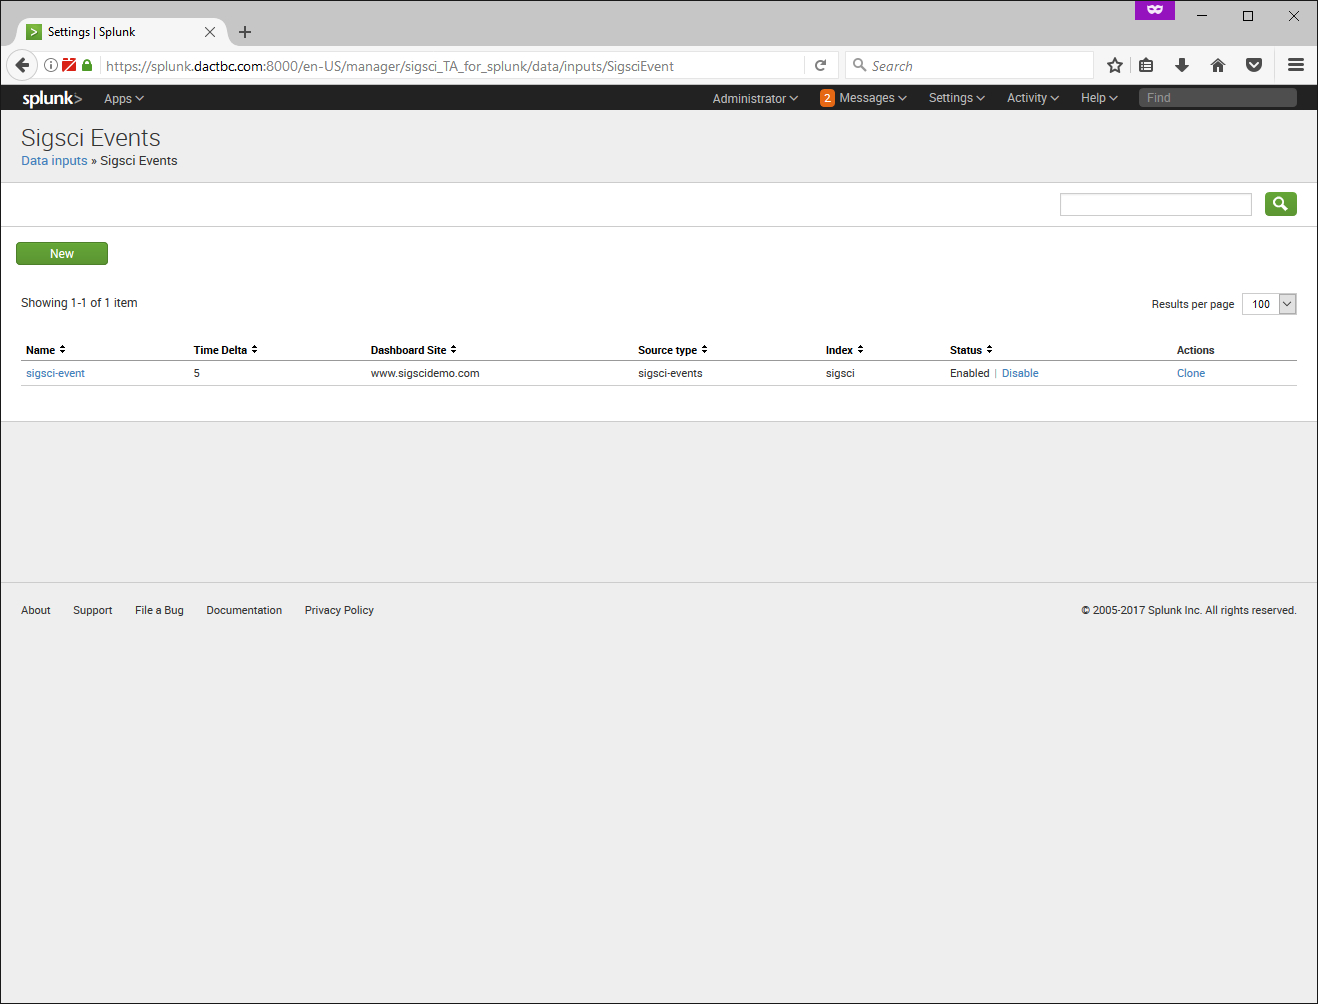 Settings | Splunk
https://splunk.dactbc.com:8000/en-US/manager/sigsci_TA_for_splunk/data/inputs/SigsciEvent
Search
splunk> Apps Administrator 2 Messages Settings Activity Help Find
Sigsci Events
Data inputs » Sigsci Events
New
Showing 1-1 of 1 item Results per page 100
Name Time Delta Dashboard Site Source type Index Status Actions
sigsci-event 5 www.sigscidemo.com sigsci-events sigsci Enabled | Disable Clone
About Support File a Bug Documentation Privacy Policy © 2005-2017 Splunk Inc. All rights reserved.